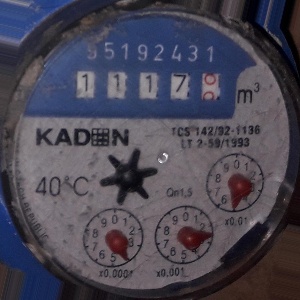 95192431
1117
m³
KADEN
TCS 142/92-1136
LT 2-59/1993
40°C
Qn1,5
x0,01
x0,0001
x0,001